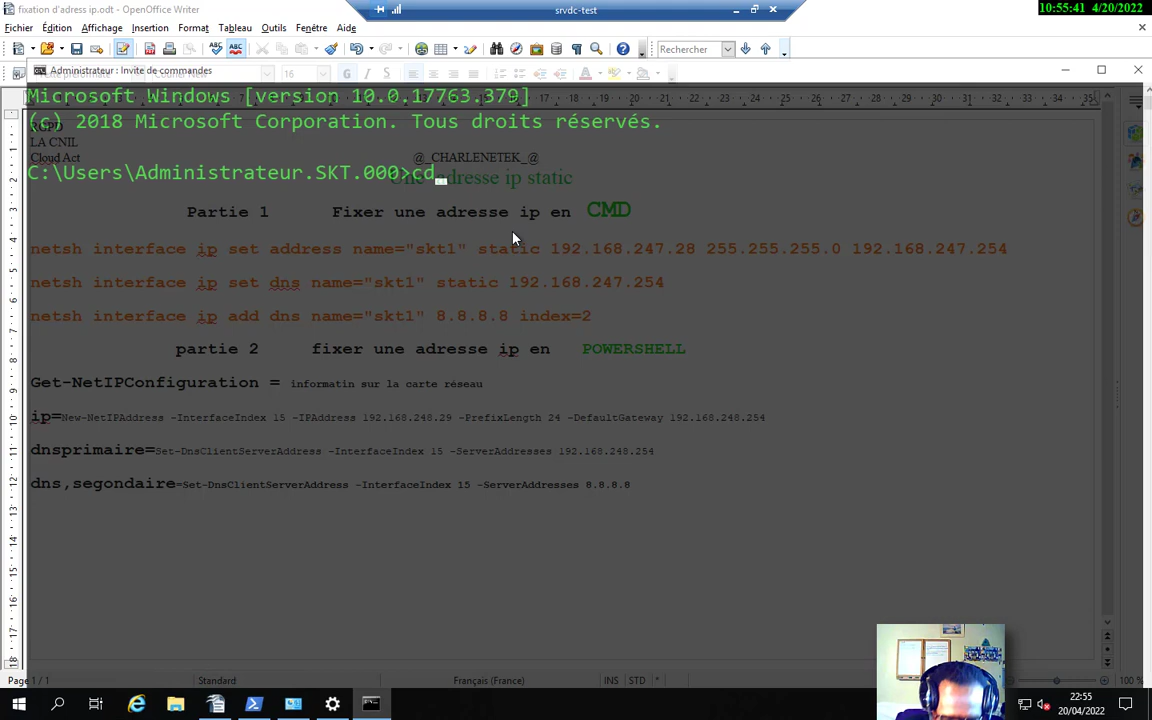 fixation d'adress ip.odt - OpenOffice Writer
srvdc-test
10:55:41 4/20/2022
Fichier Édition Affichage Insertion Format Tableau Outils Fenêtre Aide
Rechercher
Administrateur : Invite de commandes
16
Microsoft Windows [version 10.0.17763.379]
(c) 2018 Microsoft Corporation. Tous droits réservés.
LA CNIL
Cloud Act
@_CHARLENETEK_@
C:\Users\Administrateur.SKT.000>cd
Une adresse ip static
Partie 1 Fixer une adresse ip en CMD
netsh interface ip set address name="skt1" static 192.168.247.28 255.255.255.0 192.168.247.254
netsh interface ip set dns name="skt1" static 192.168.247.254
netsh interface ip add dns name="skt1" 8.8.8.8 index=2
partie 2 fixer une adresse ip en POWERSHELL
Get-NetIPConfiguration = informatin sur la carte réseau
ip=New-NetIPAddress -InterfaceIndex 15 -IPAddress 192.168.248.29 -PrefixLength 24 -DefaultGateway 192.168.248.254
dnsprimaire=Set-DnsClientServerAddress -InterfaceIndex 15 -ServerAddresses 192.168.248.254
dns,segondaire=Set-DnsClientServerAddress -InterfaceIndex 15 -ServerAddresses 8.8.8.8
Page 1 / 1 Standard Français (France) INS STD * 100 %
22:55
20/04/2022